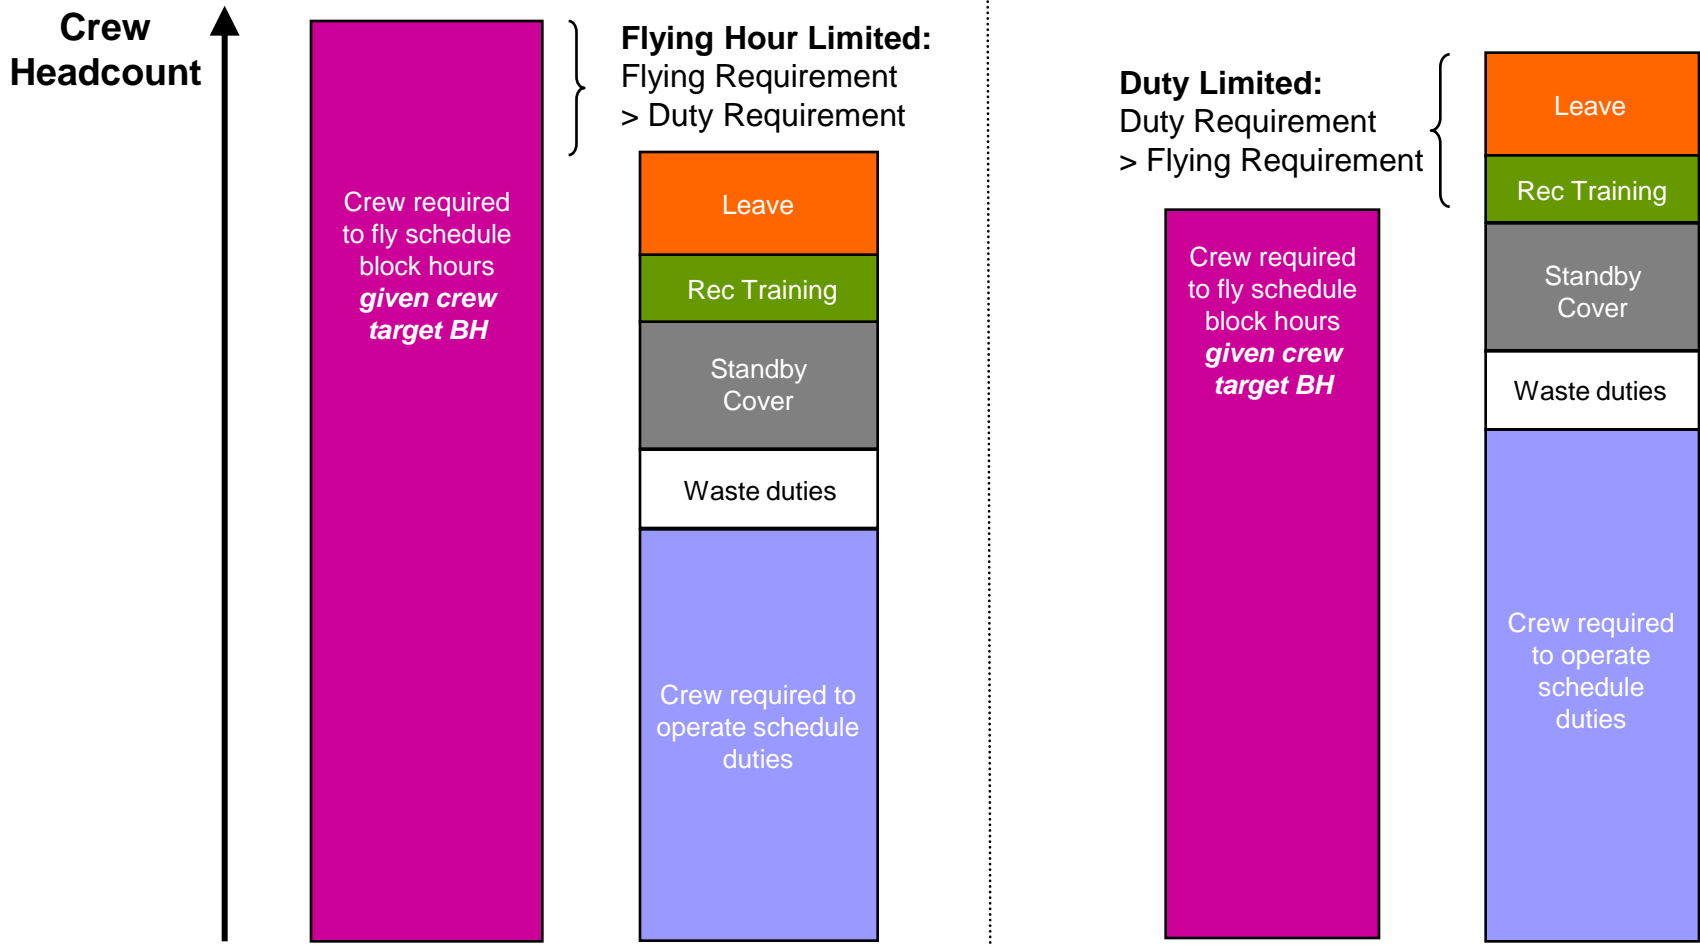 Crew
Headcount
Crew required
to fly schedule
block hours
given crew
target BH
Flying Hour Limited:
Flying Requirement
> Duty Requirement
Leave
Rec Training
Standby
Cover
Waste duties
Crew required to
operate schedule
duties
Duty Limited:
Duty Requirement
> Flying Requirement
Crew required
to fly schedule
block hours
given crew
target BH
Leave
Rec Training
Standby
Cover
Waste duties
Crew required
to operate
schedule
duties